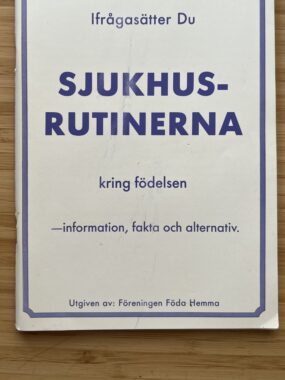 Ifrågasätter Du
SJUKHUS-
RUTINERNA
kring födelsen
—information, fakta och alternativ.
Utgiven av: Föreningen Föda Hemma